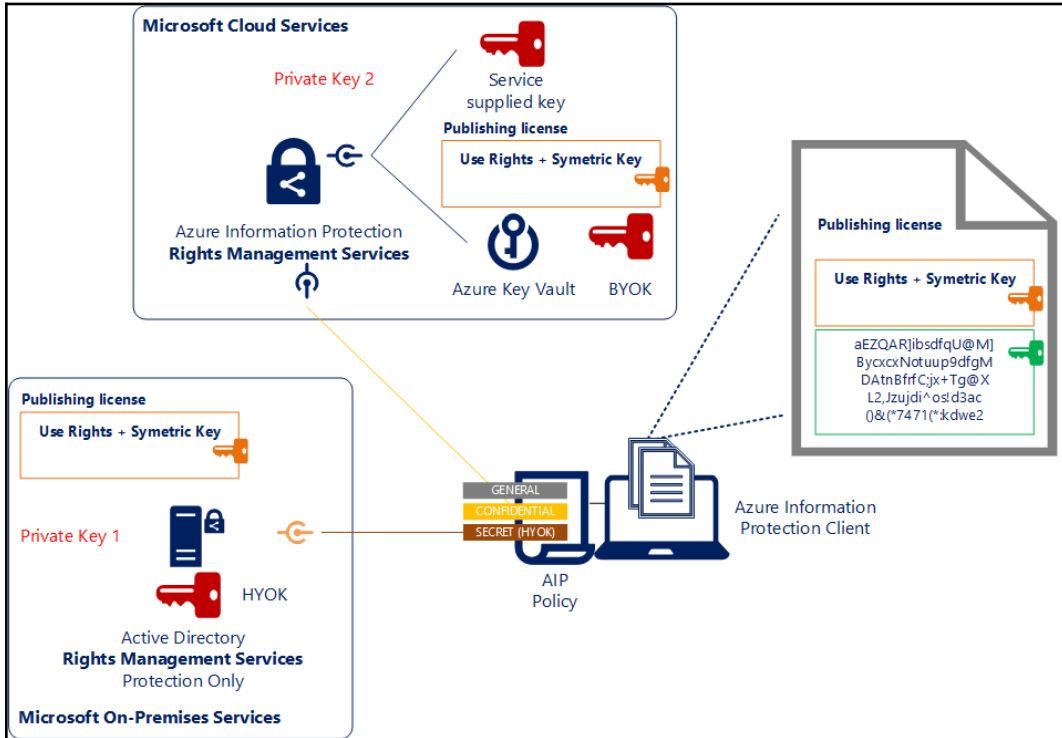 Microsoft Cloud Services
Private Key 2
Service
supplied key
Publishing license
Use Rights + Symetric Key
Azure Information Protection
Rights Management Services
Azure Key Vault
BYOK
Publishing license
Use Rights + Symetric Key
aEZQAR]ibsdfqU@M]
BycxcxNotuup9dfgM
DAtnBfrfC;jx+Tg@X
L2,Jzujdi^os!d3ac
()&(*7471(*:kdwe2
Publishing license
Use Rights + Symetric Key
Private Key 1
HYOK
Active Directory
Rights Management Services
Protection Only
Microsoft On-Premises Services
GENERAL
CONFIDENTIAL
SECRET (HYOK)
AIP
Policy
Azure Information
Protection Client